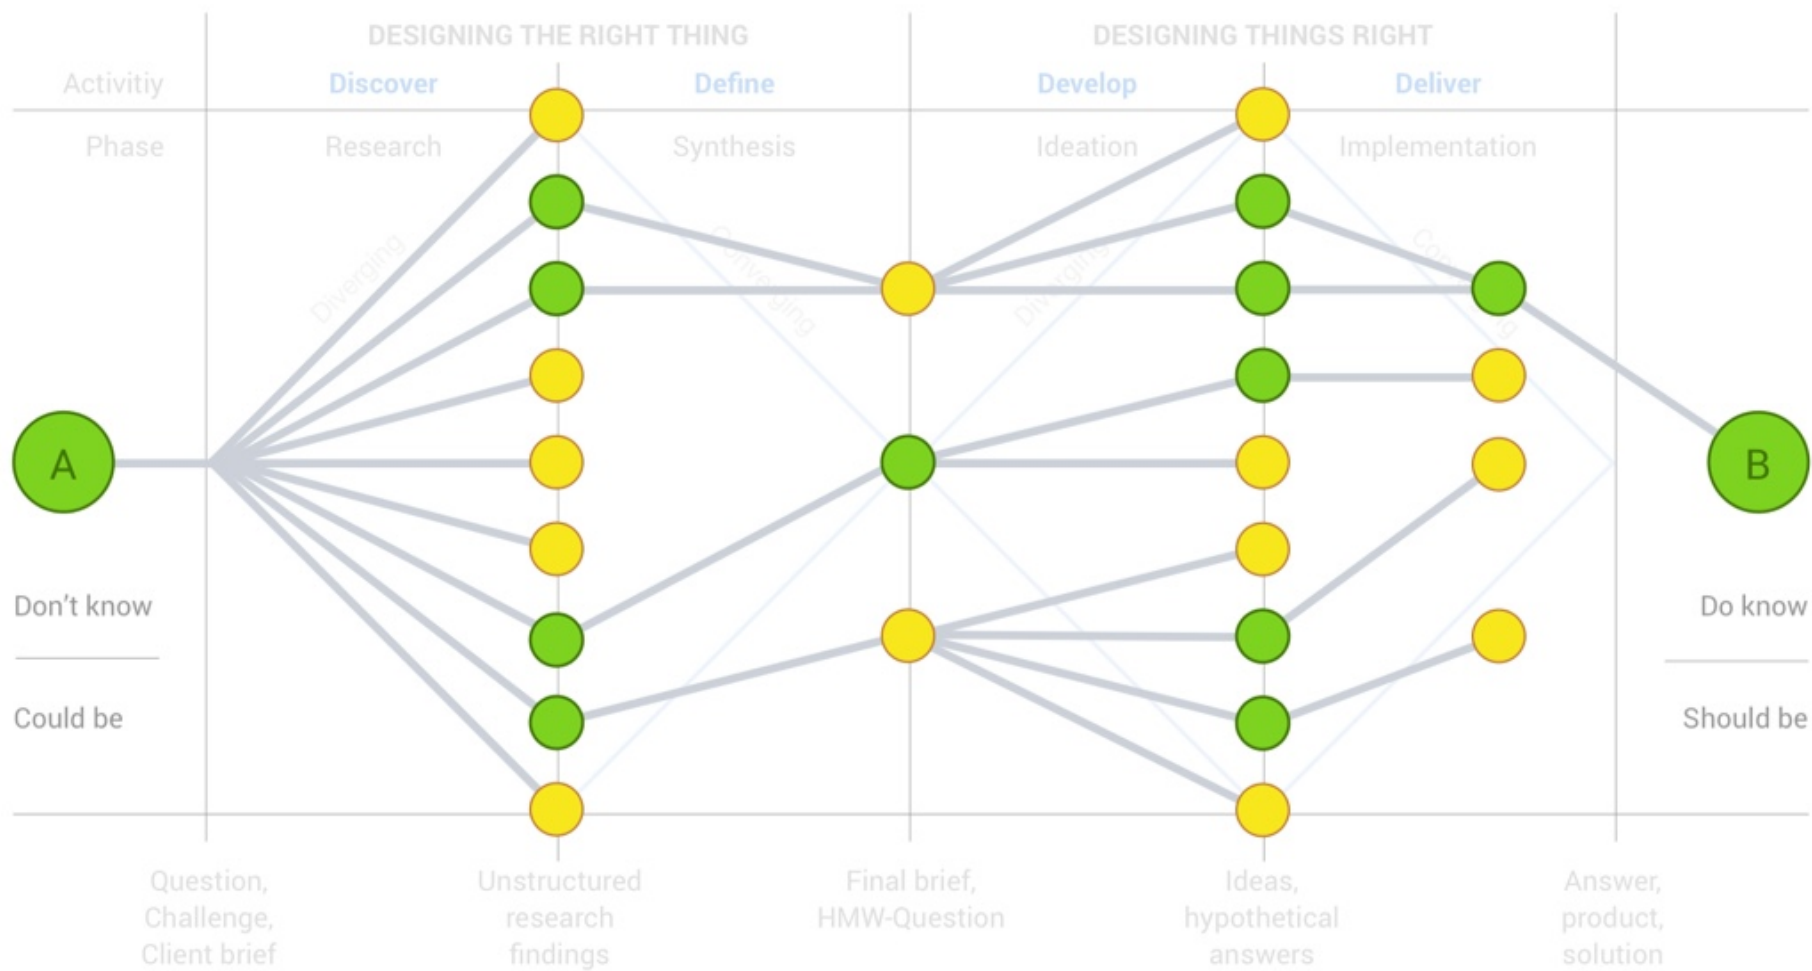 DESIGNING THE RIGHT THING
DESIGNING THINGS RIGHT
Activitiy
Discover
Define
Develop
Deliver
Phase
Research
Synthesis
Ideation
Implementation
Diverging
Converging
Diverging
A
B
Don't know
Could be
Do know
Should be
Question,
Challenge,
Client brief
Unstructured
research
findings
Final brief,
HMW-Question
Ideas,
hypothetical
answers
Answer,
product,
solution